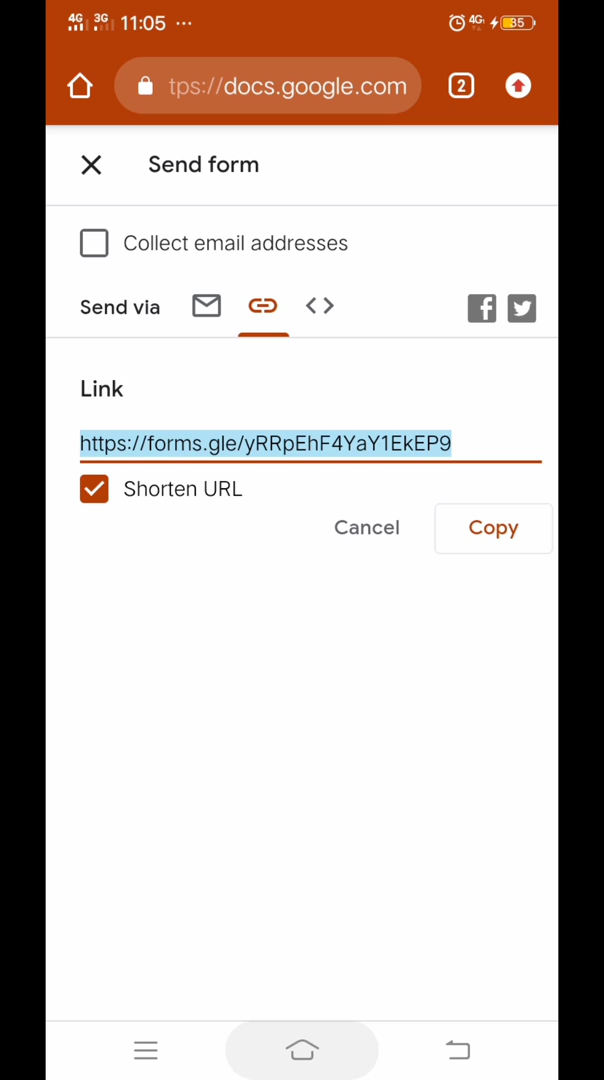 4G 3G 11:05 ... 4G 35
tps://docs.google.com 2
Send form
Collect email addresses
Send via
Link
https://forms.gle/yRRpEhF4YaY1EkEP9
Shorten URL
Cancel Copy